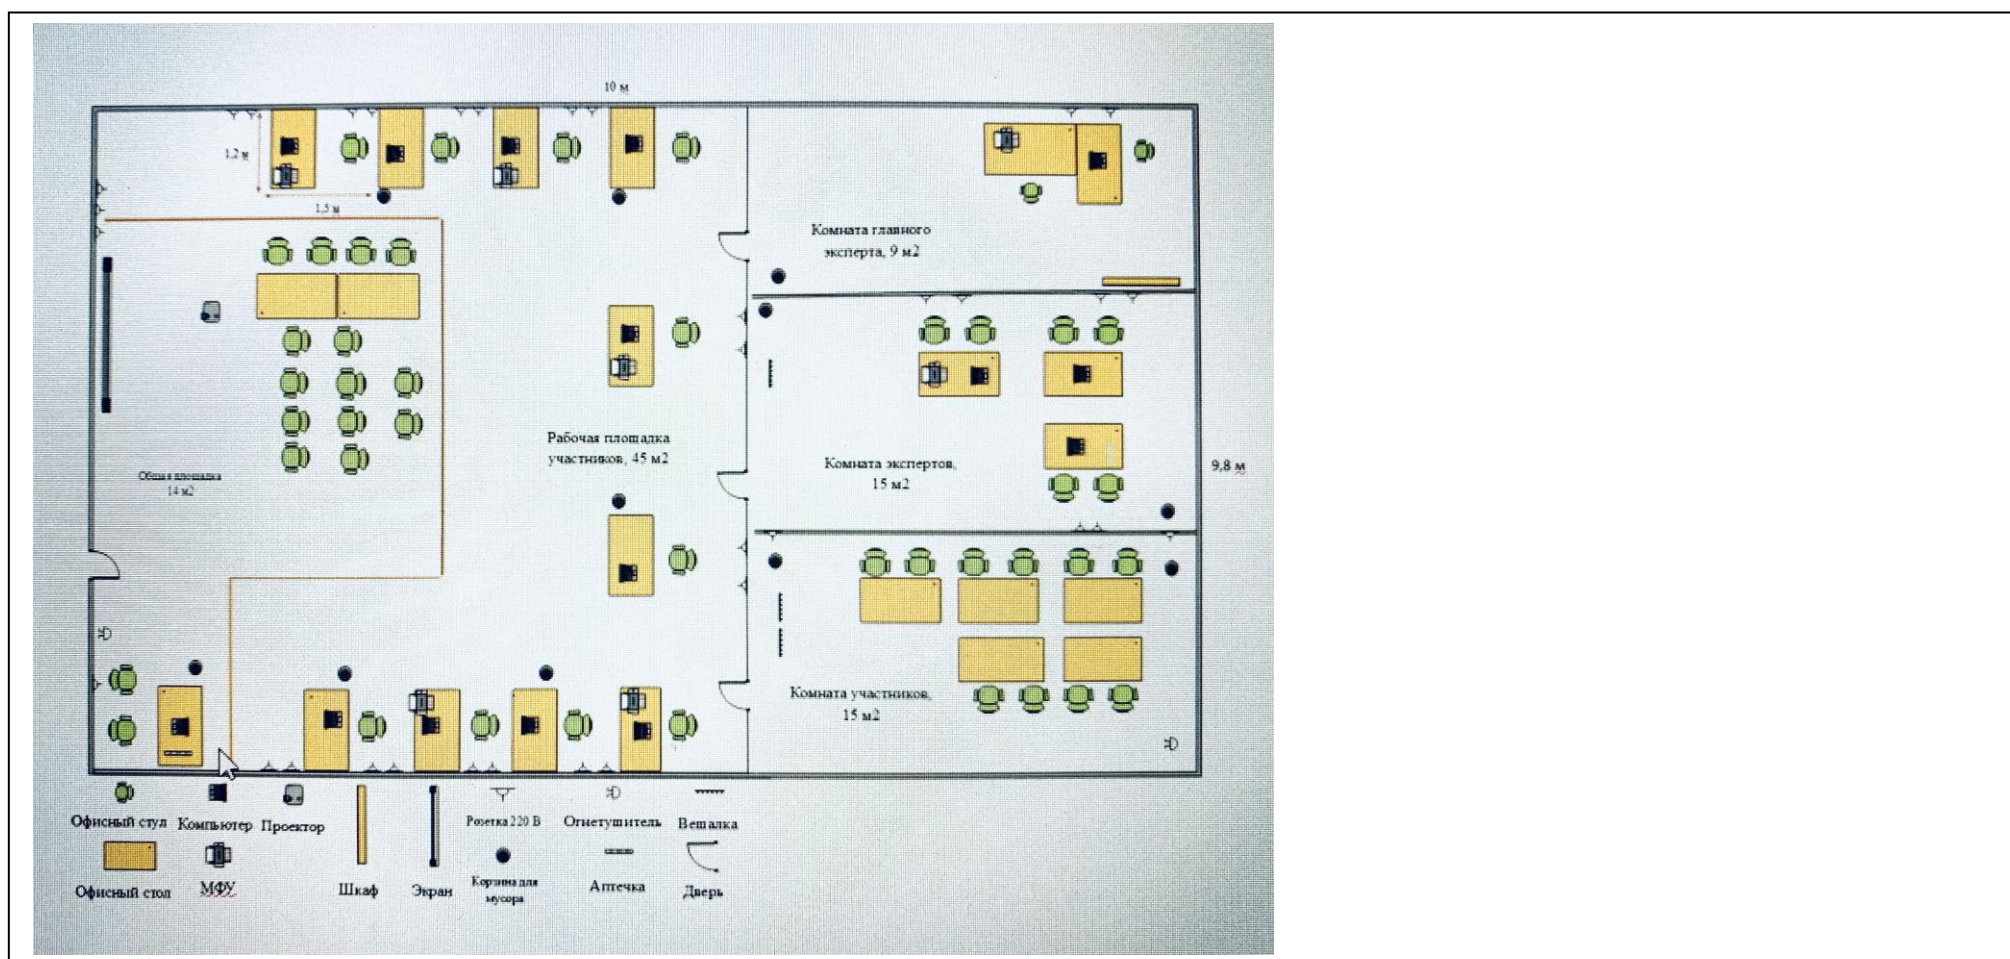 10 м
1,2 м
1,5 м
Комната главного
эксперта, 9 м2
Рабочая площадка
участников, 45 м2
Комната экспертов,
15 м2
9,8 м
Общая площадка
14 м2
Комната участников,
15 м2
Офисный стул
Компьютер
Проектор
Розетка 220 В
Огнетушитель
Вешалка
Офисный стол
МФУ
Шкаф
Экран
Корзина для
мусора
Аптечка
Дверь